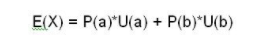 E(X) = P(a)*U(a) + P(b)*U(b)